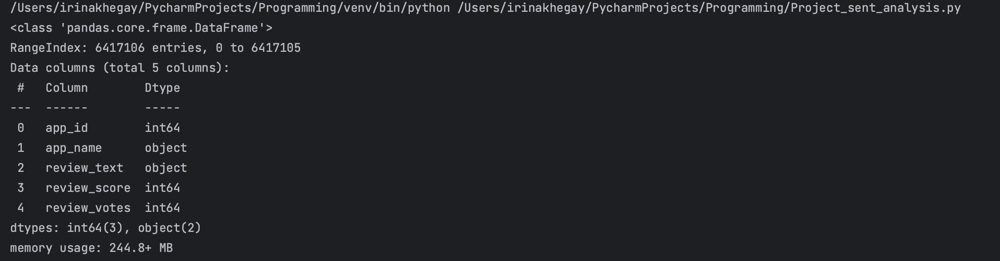 /Users/irinakhegay/PycharmProjects/Programming/venv/bin/python /Users/irinakhegay/PycharmProjects/Programming/Project_sent_analysis.py
<class 'pandas.core.frame.DataFrame'>
RangeIndex: 6417106 entries, 0 to 6417105
Data columns (total 5 columns):
 #   Column        Dtype
---  ------        -----
 0   app_id        int64
 1   app_name      object
 2   review_text   object
 3   review_score  int64
 4   review_votes  int64
dtypes: int64(3), object(2)
memory usage: 244.8+ MB